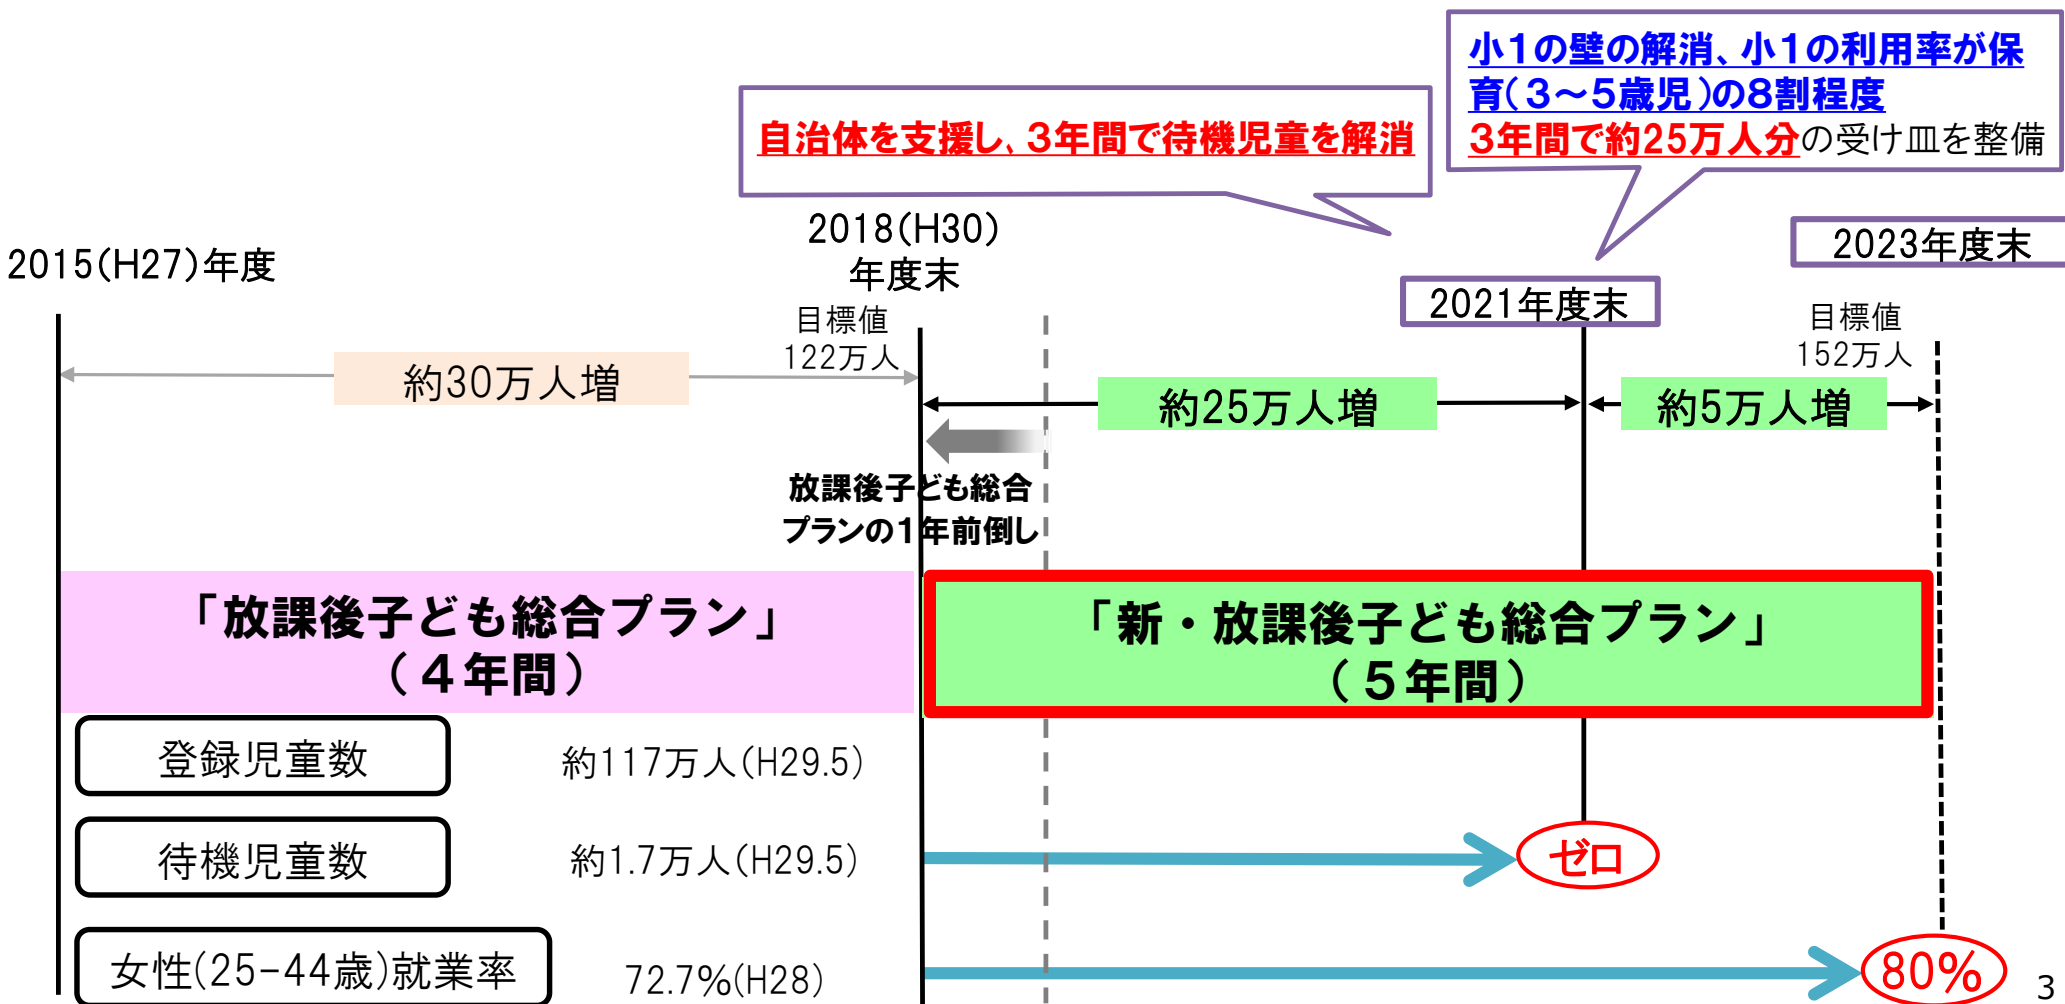 小1の壁の解消、小1の利用率が保
育(3～5歳児)の8割程度
3年間で約25万人分の受け皿を整備
自治体を支援し、3年間で待機児童を解消
2015(H27)年度
2018(H30)
年度末
2021年度末
2023年度末
目標値
122万人
目標値
152万人
約30万人増
約25万人増
約5万人増
放課後子ども総合
プランの1年前倒し
「放課後子ども総合プラン」
(4年間)
「新・放課後子ども総合プラン」
(5年間)
登録児童数
約117万人(H29.5)
待機児童数
約1.7万人(H29.5)
ゼロ
女性(25-44歳)就業率
72.7%(H28)
80%
3